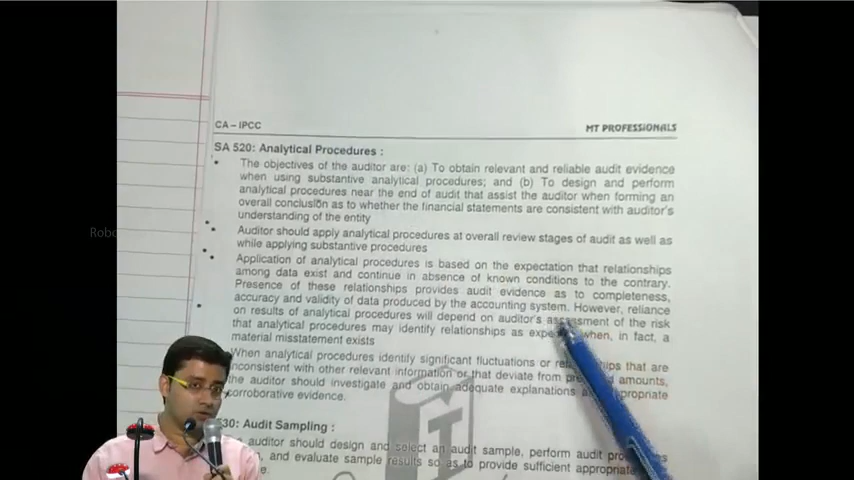 CA – IPCC
MT PROFESSIONALS
SA 520: Analytical Procedures :
• The objectives of the auditor are: (a) To obtain relevant and reliable audit evidence
when using substantive analytical procedures; and (b) To design and perform
analytical procedures near the end of audit that assist the auditor when forming an
overall conclusion as to whether the financial statements are consistent with auditor's
understanding of the entity
• Auditor should apply analytical procedures at overall review stages of audit as well as
while applying substantive procedures
• Application of analytical procedures is based on the expectation that relationships
among data exist and continue in absence of known conditions to the contrary.
Presence of these relationships provides audit evidence as to completeness,
accuracy and validity of data produced by the accounting system. However, reliance
on results of analytical procedures will depend on auditor's assessment of the risk
that analytical procedures may identify relationships as when, in fact, a
material misstatement exists
When analytical procedures identify significant fluctuations or that are
inconsistent with other relevant information or that deviate from amounts,
the auditor should investigate and obtain adequate explanations appropriate
corroborative evidence.
530: Audit Sampling :
auditor should design and select an audit sample, perform audit
and evaluate sample results so as to provide sufficient appropriate
Robo